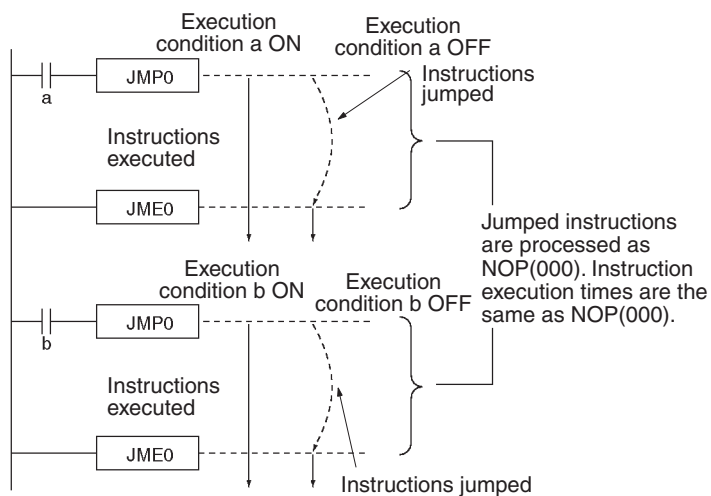 Execution
condition a ON
Execution
condition a OFF
JMP0
a
Instructions
jumped
Instructions
executed
JME0
Jumped instructions
are processed as
NOP(000). Instruction
execution times are the
same as NOP(000).
Execution
condition b ON
Execution
condition b OFF
JMP0
b
Instructions
executed
JME0
Instructions jumped